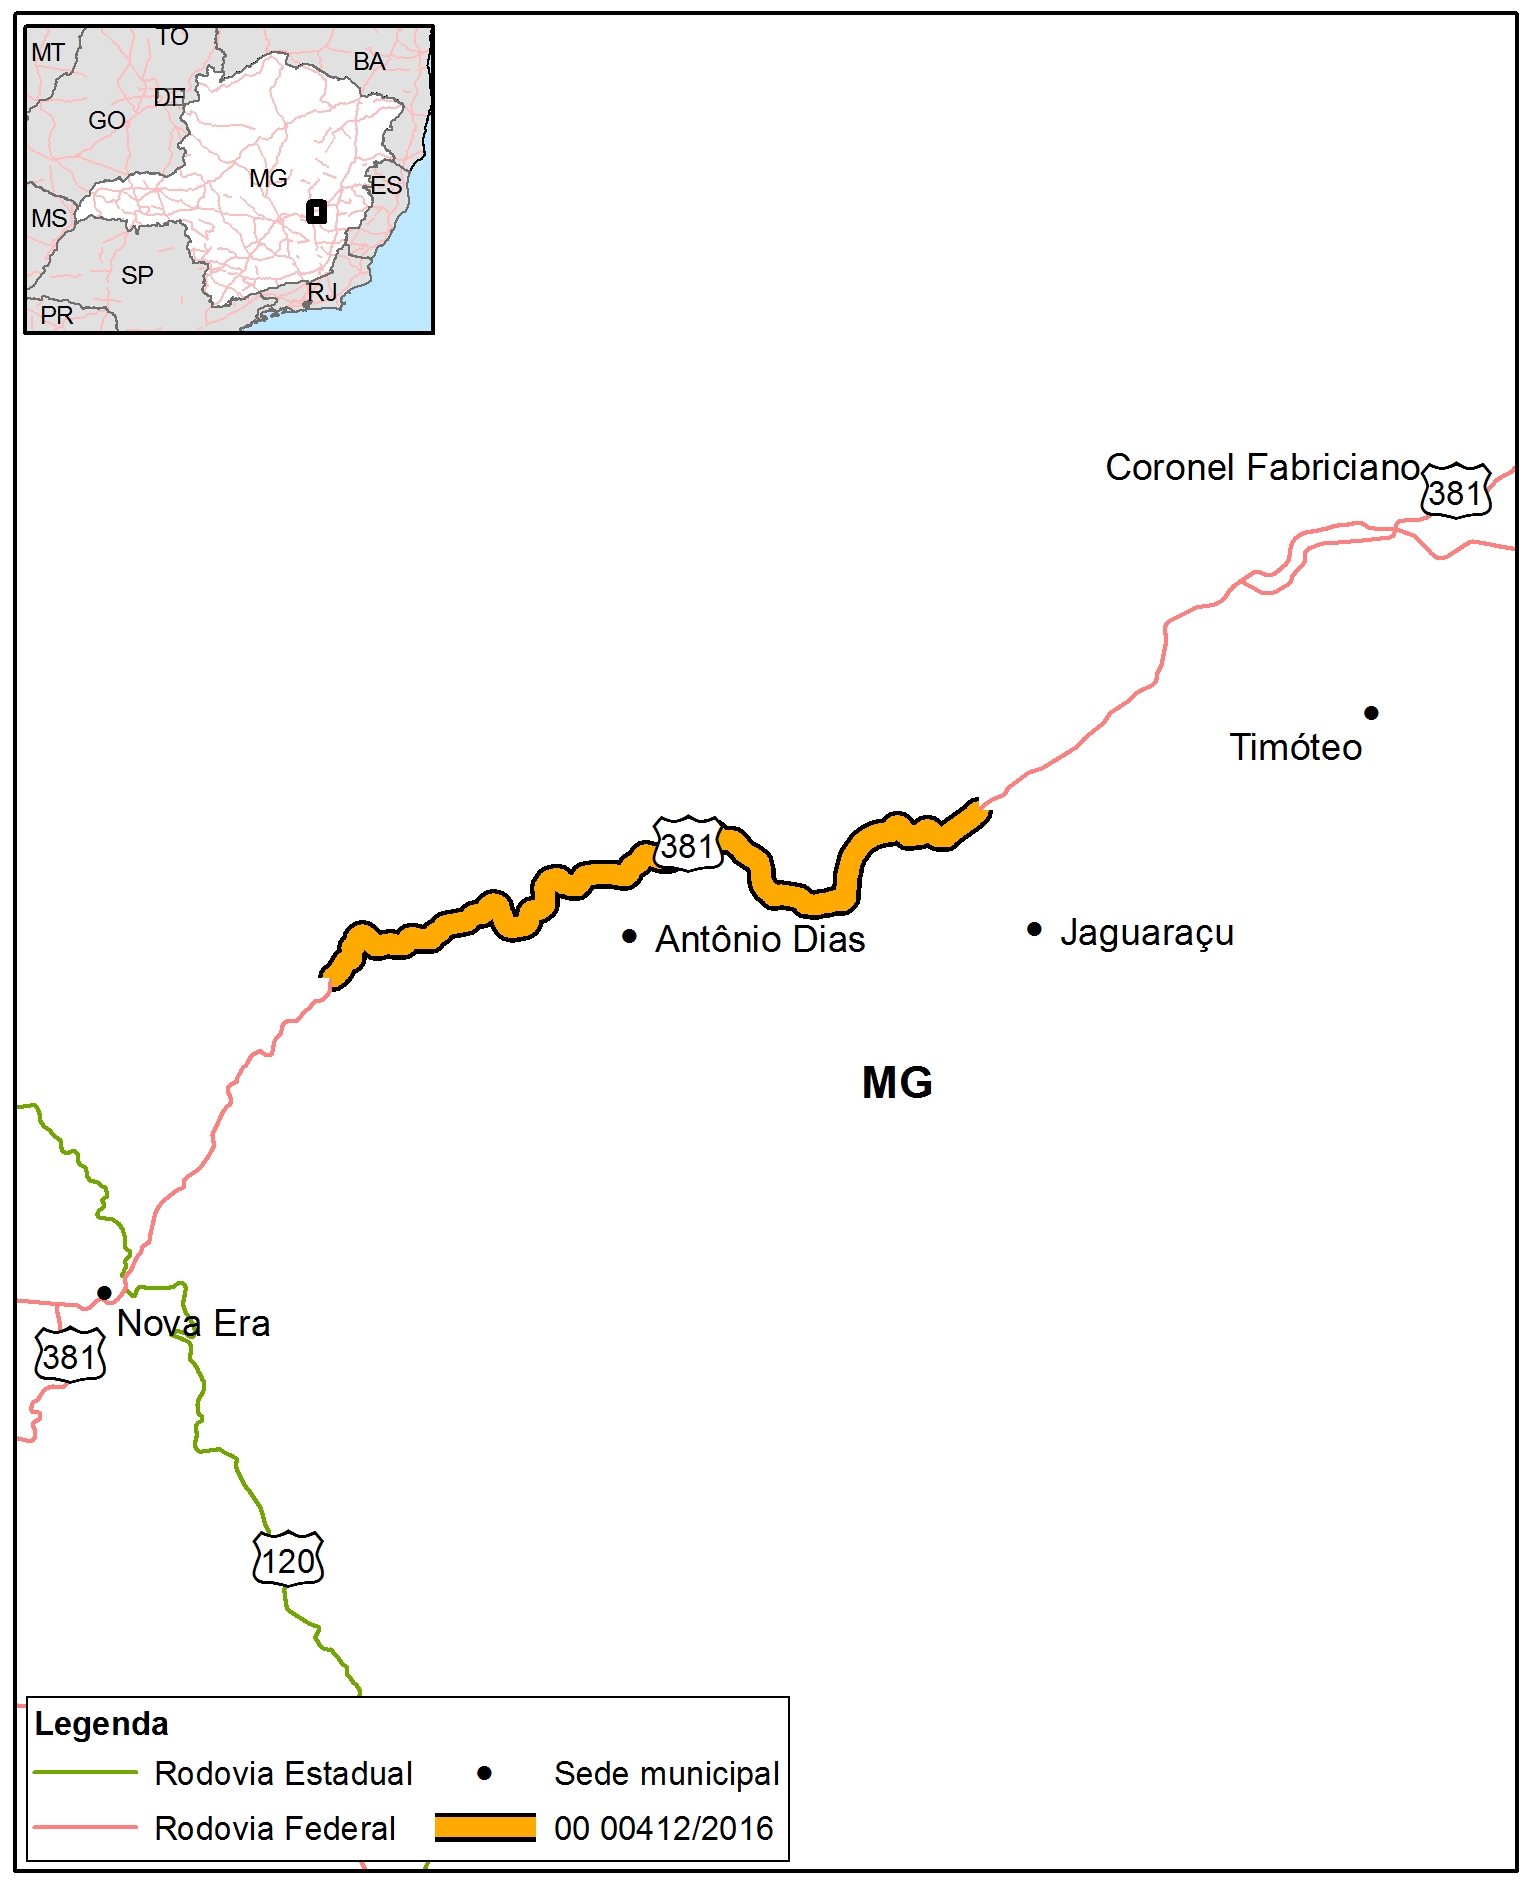 TO
MT
BA
DF
GO
MG
ES
MS
SP
RJ
PR
Coronel Fabriciano
381
Timóteo
381
Antônio Dias
Jaguaraçu
MG
Nova Era
381
120
Legenda
Rodovia Estadual
Sede municipal
Rodovia Federal
00 00412/2016